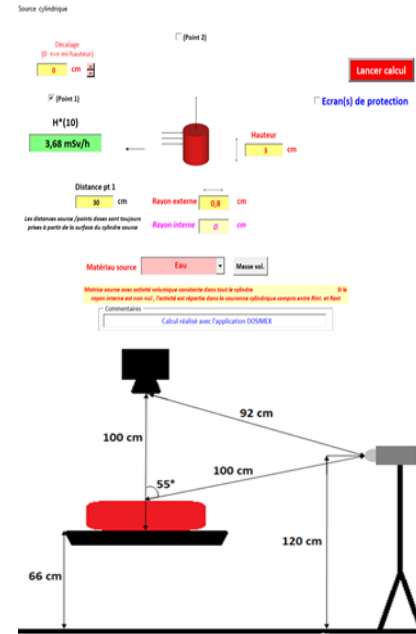 Source cylindrique
Décalage
(0 <=> mi-hauteur)
0 cm
(Point 2)
Lancer calcul
(Point 1)
Ecran(s) de protection
H*(10)
3,68 mSv/h
Hauteur
3 cm
Distance pt 1
30 cm
Rayon externe 0,8 cm
Les distances source /points doses sont toujours
prises à partir de la surface du cylindre source
Rayon interne 0 cm
Matériau source Eau Masse vol.
Matrice source avec activité volumique constante dans tout le cylindre Si le
rayon interne est non nul, l'activité est répartie dans la couronne cylindrique compris entre Rint. et Rext
Commentaires
Calcul réalisé avec l'application DOSIMEX
92 cm
100 cm
100 cm
55°
120 cm
66 cm